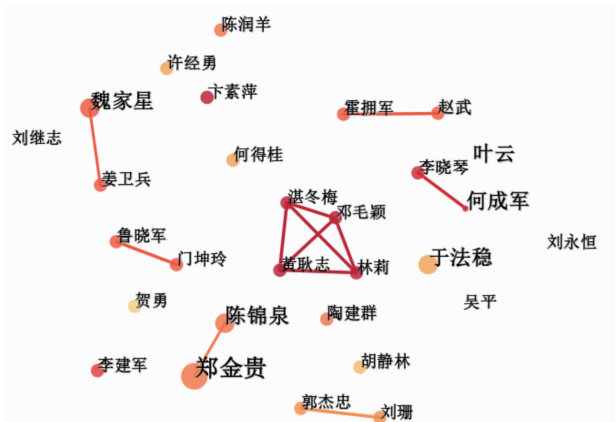 陈润羊
许经勇
卞素萍
魏家星
霍拥军
赵武
刘继志
叶云
何得桂
李晓琴
姜卫兵
湛冬梅
何成军
邓毛颖
鲁晓军
刘永恒
门坤玲
黄耿志
林莉
于法稳
贺勇
吴平
陈锦泉
陶建群
李建军
郑金贵
胡静林
郭杰忠
刘珊